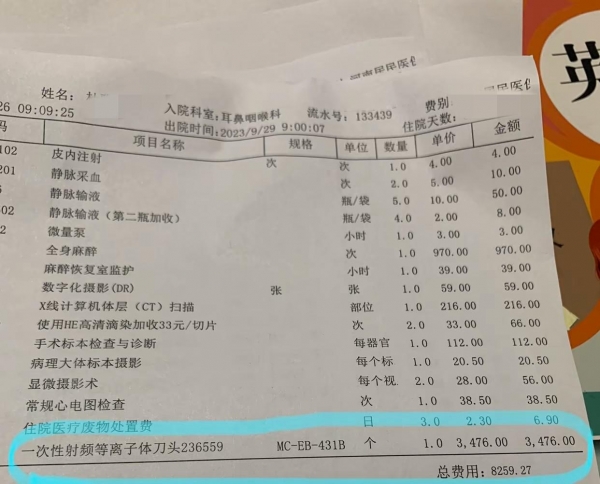 姓名:
入院科室:耳鼻咽喉科 流水号: 133439 费别
26 09:09:25 出院时间:2023/9/29 9:00:07 住院天数:
码 项目名称 规格 单位 数量 单价 金额
102 皮内注射 次 次 1.0 4.00 4.00
201 静脉采血 次 2.0 5.00 10.00
静脉输液 瓶/袋 5.0 10.00 50.00
602 静脉输液（第二瓶加收） 瓶/袋 4.0 2.00 8.00
2 微量泵 小时 1.0 3.00 3.00
全身麻醉 次 1.0 970.00 970.00
麻醉恢复室监护 小时 1.0 39.00 39.00
数字化摄影(DR) 张 张 1.0 59.00 59.00
X线计算机体层（CT）扫描 部位 1.0 216.00 216.00
使用HE高清滴染加收33元/切片 次 2.0 33.00 66.00
手术标本检查与诊断 每器官 1.0 112.00 112.00
病理大体标本摄影 每个标 1.0 20.50 20.50
显微摄影术 每个视 2.0 28.00 56.00
常规心电图检查 次 1.0 38.50 38.50
住院医疗废物处置费 日 3.0 2.30 6.90
一次性射频等离子体刀头236559 MC-EB-431B 个 1.0 3,476.00 3,476.00
总费用: 8259.27
英